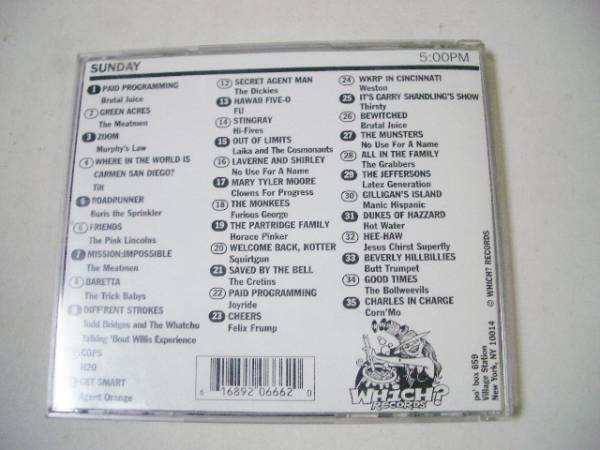 SUNDAY
5:00PM
1 PAID PROGRAMMING
Brutal Juice
2 GREEN ACRES
The Meatmen
3 ZOOM
Murphy's Law
4 WHERE IN THE WORLD IS
CARMEN SAN DIEGO?
Tilt
5 ROADRUNNER
Buris the Sprinkler
6 FRIENDS
The Pink Lincolns
7 MISSION:IMPOSSIBLE
The Meatmen
8 BARETTA
The Trick Babys
9 DIFF'RENT STROKES
Todd Bridges and The Whatchu
Talking 'Bout Willis Experience
COPS
H2O
GET SMART
Agent Orange
12 SECRET AGENT MAN
The Dickies
13 HAWAII FIVE-O
FU
14 STINGRAY
Hi-Fives
15 OUT OF LIMITS
Laika and The Cosmonauts
16 LAVERNE AND SHIRLEY
No Use For A Name
17 MARY TYLER MOORE
Clowns For Progress
18 THE MONKEES
Furious George
19 THE PARTRIDGE FAMILY
Horace Pinker
20 WELCOME BACK, KOTTER
Squirtgun
21 SAVED BY THE BELL
The Cretins
22 PAID PROGRAMMING
Joyride
23 CHEERS
Felix Frump
24 WKRP IN CINCINNATI
Weston
25 IT'S GARRY SHANDLING'S SHOW
Thirsty
26 BEWITCHED
Brutal Juice
27 THE MUNSTERS
No Use For A Name
28 ALL IN THE FAMILY
The Grabbers
29 THE JEFFERSONS
Latex Generation
30 GILLIGAN'S ISLAND
Manic Hispanic
31 DUKES OF HAZZARD
Hot Water
32 HEE-HAW
Jesus Chirst Superfly
33 BEVERLY HILLBILLIES
Butt Trumpet
34 GOOD TIMES
The Bollweevils
35 CHARLES IN CHARGE
Corn'Mo
6 16892 06662 0
WHICH?
RECORDS
© WHICH? RECORDS
po' box 659
Village Station
New York, NY 10014